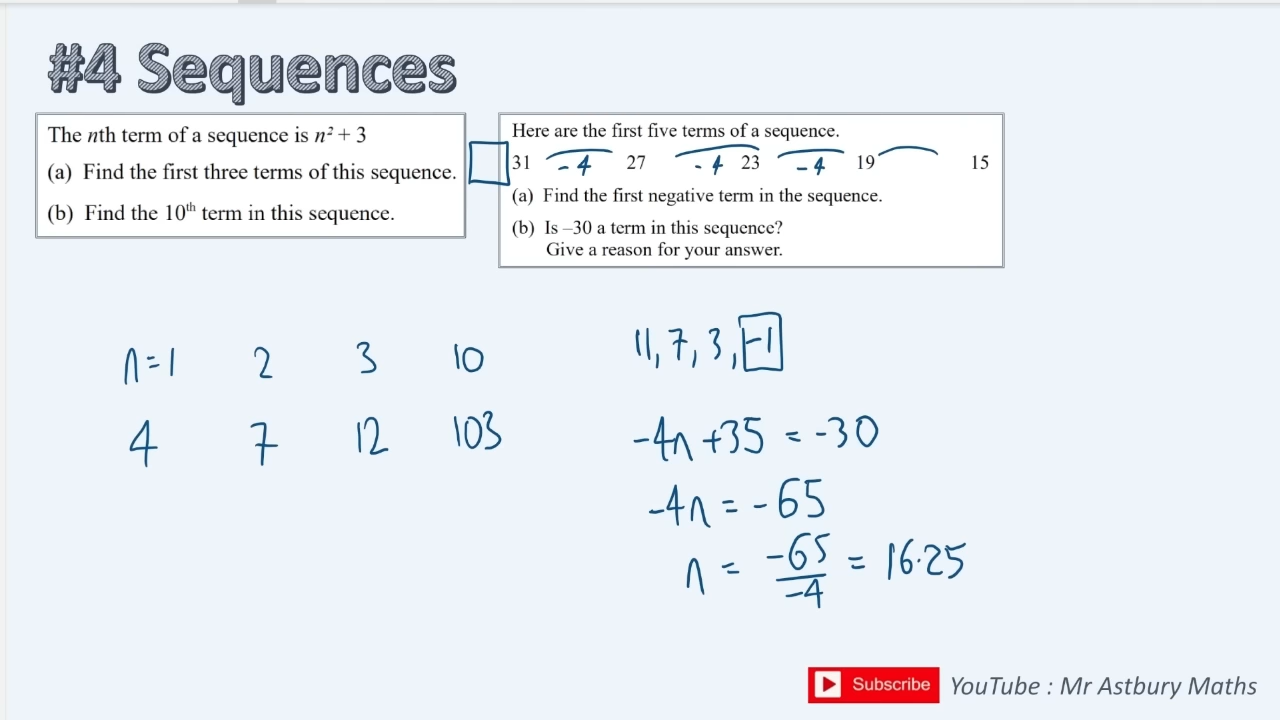 #4 Sequences
The nth term of a sequence is n² + 3
(a) Find the first three terms of this sequence.
(b) Find the 10th term in this sequence.
Here are the first five terms of a sequence.
31 -4 27 -4 23 -4 19 15
(a) Find the first negative term in the sequence.
(b) Is –30 a term in this sequence?
Give a reason for your answer.
n=1 2 3 10
4 7 12 103
11, 7, 3, -1
-4n +35 = -30
-4n = -65
n = -65/-4 = 16.25
Subscribe YouTube : Mr Astbury Maths